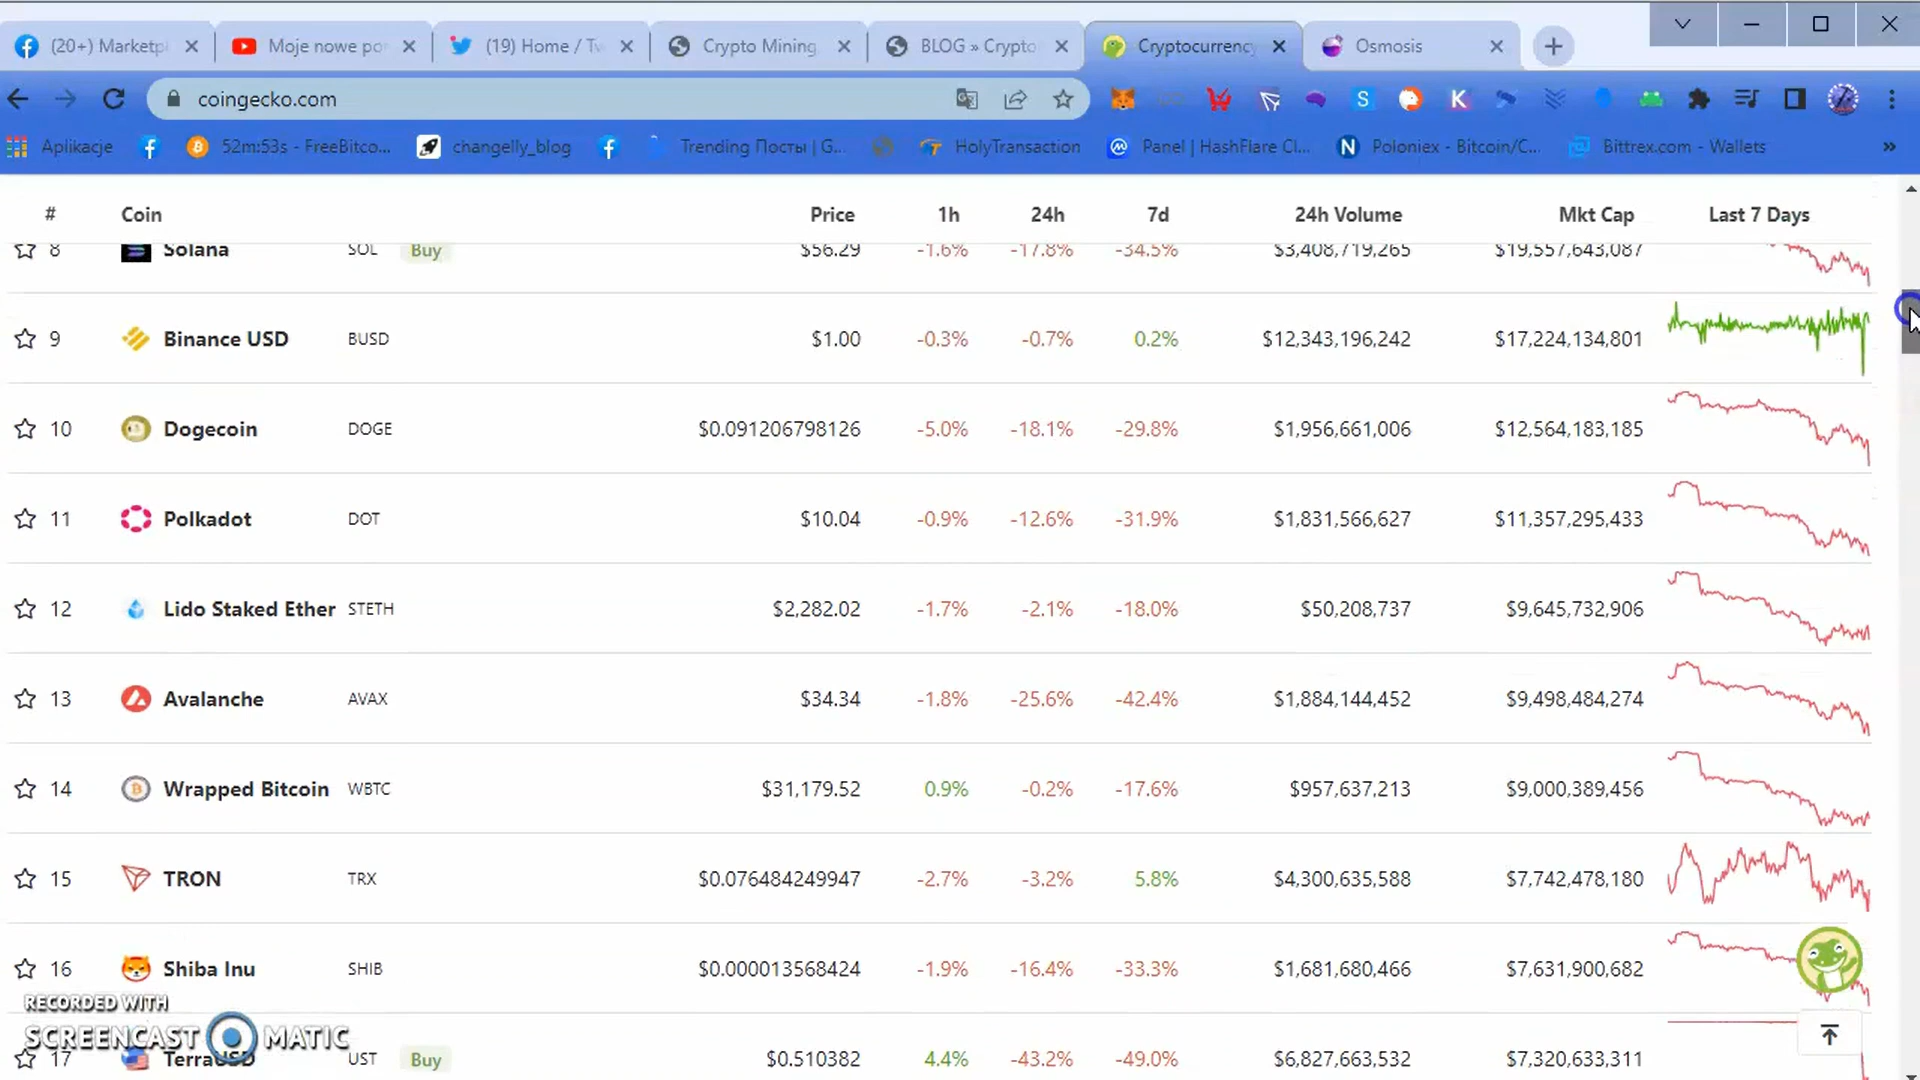 (20+) Marketpl
Moje nowe po
(19) Home / Tw
Crypto Mining
BLOG » Crypto
Cryptocurrency
Osmosis
coingecko.com
Aplikacje
52m:53s - FreeBitco...
changelly_blog
Trending Посты | G...
HolyTransaction
Panel | HashFlare Cl...
Poloniex - Bitcoin/C...
Bittrex.com - Wallets
# Coin Price 1h 24h 7d 24h Volume Mkt Cap Last 7 Days
8 Solana SOL Buy $56.29 -1.6% -17.8% -34.5% $3,408,719,265 $19,557,643,087
9 Binance USD BUSD $1.00 -0.3% -0.7% 0.2% $12,343,196,242 $17,224,134,801
10 Dogecoin DOGE $0.091206798126 -5.0% -18.1% -29.8% $1,956,661,006 $12,564,183,185
11 Polkadot DOT $10.04 -0.9% -12.6% -31.9% $1,831,566,627 $11,357,295,433
12 Lido Staked Ether STETH $2,282.02 -1.7% -2.1% -18.0% $50,208,737 $9,645,732,906
13 Avalanche AVAX $34.34 -1.8% -25.6% -42.4% $1,884,144,452 $9,498,484,274
14 Wrapped Bitcoin WBTC $31,179.52 0.9% -0.2% -17.6% $957,637,213 $9,000,389,456
15 TRON TRX $0.076484249947 -2.7% -3.2% 5.8% $4,300,635,588 $7,742,478,180
16 Shiba Inu SHIB $0.000013568424 -1.9% -16.4% -33.3% $1,681,680,466 $7,631,900,682
RECORDED WITH
SCREENCAST MATIC
17 TerraUSD UST Buy $0.510382 4.4% -43.2% -49.0% $6,827,663,532 $7,320,633,311